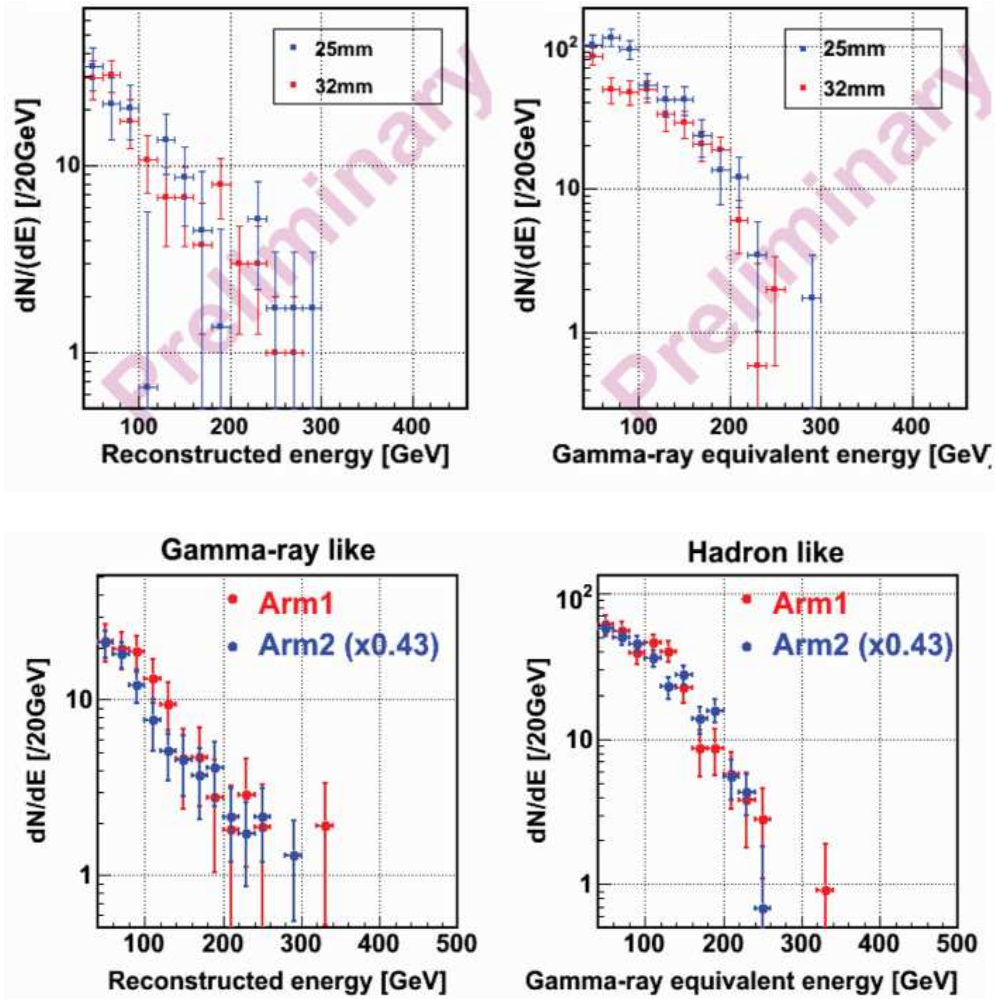 25mm
32mm
10
1
dN/(dE) [/20GeV]
100 200 300 400
Reconstructed energy [GeV]
Preliminary
25mm
32mm
10²
10
1
dN/(dE) [/20GeV]
100 200 300 400
Gamma-ray equivalent energy [GeV]
Preliminary
Gamma-ray like
Arm1
Arm2 (x0.43)
10
1
dN/dE [/20GeV]
100 200 300 400 500
Reconstructed energy [GeV]
Hadron like
Arm1
Arm2 (x0.43)
10²
10
1
dN/dE [/20GeV]
100 200 300 400 500
Gamma-ray equivalent energy [GeV]